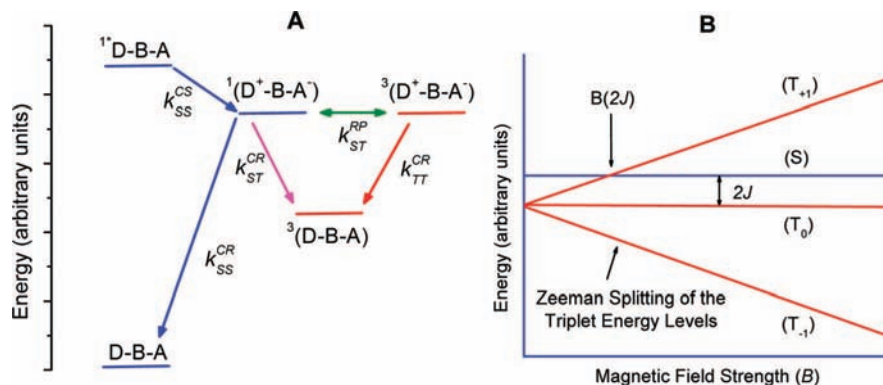 A
Energy (arbitrary units)
¹*D-B-A
k_SS^CS
¹(D⁺-B-A⁻)
³(D⁺-B-A⁻)
k_ST^RP
k_ST^CR
k_TT^CR
³(D-B-A)
k_SS^CR
D-B-A
B
Energy (arbitrary units)
B(2J)
(T₊₁)
(S)
2J
(T₀)
Zeeman Splitting of the
Triplet Energy Levels
(T₋₁)
Magnetic Field Strength (B)